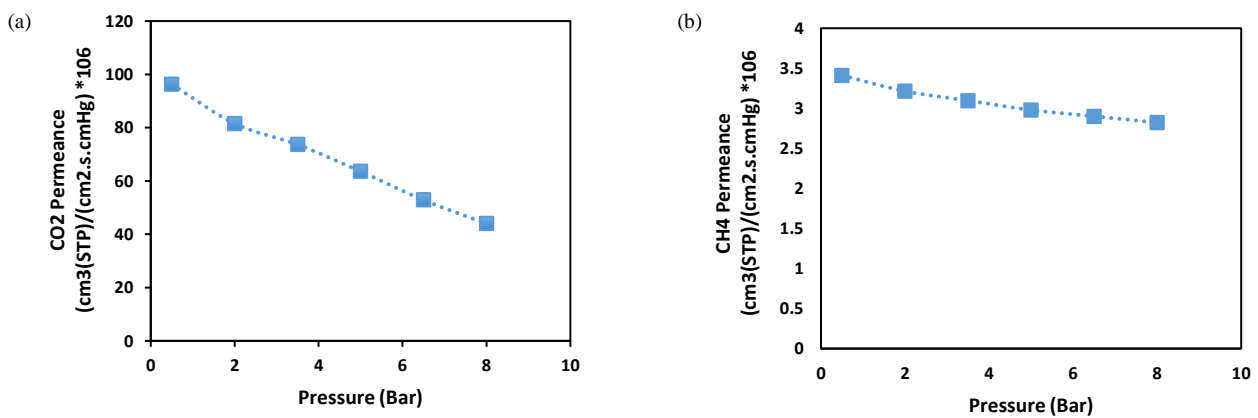 (a)
CO2 Permeance
(cm3(STP)/(cm2.s.cmHg) *106
120
100
80
60
40
20
0
0 2 4 6 8 10
Pressure (Bar)
(b)
CH4 Permeance
(cm3(STP)/(cm2.s.cmHg) *106
4
3.5
3
2.5
2
1.5
1
0.5
0
0 2 4 6 8 10
Pressure (Bar)